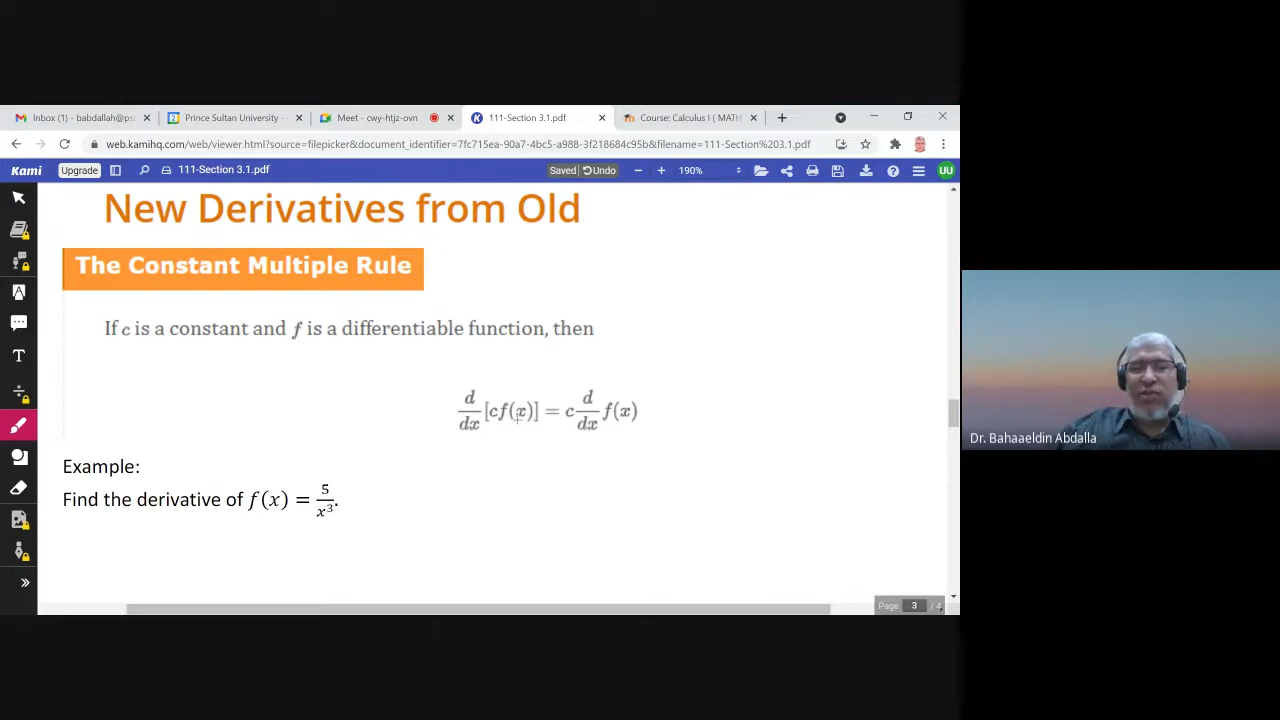 Inbox (1) - babdallah@ps
Prince Sultan University -
Meet - cwy-htjz-ovn
111-Section 3.1.pdf
Course: Calculus I ( MATH
web.kamihq.com/web/viewer.html?source=filepicker&document_identifier=7fc715ea-90a7-4bc5-a988-3f218684c95b&filename=111-Section%203.1.pdf
Kami
Upgrade
111-Section 3.1.pdf
Saved Undo
190%
UU
New Derivatives from Old
The Constant Multiple Rule
If c is a constant and f is a differentiable function, then
d/dx [cf(x)] = c d/dx f(x)
Example:
Find the derivative of f(x) = 5/x³.
Page 3 / 4
Dr. Bahaaeldin Abdalla